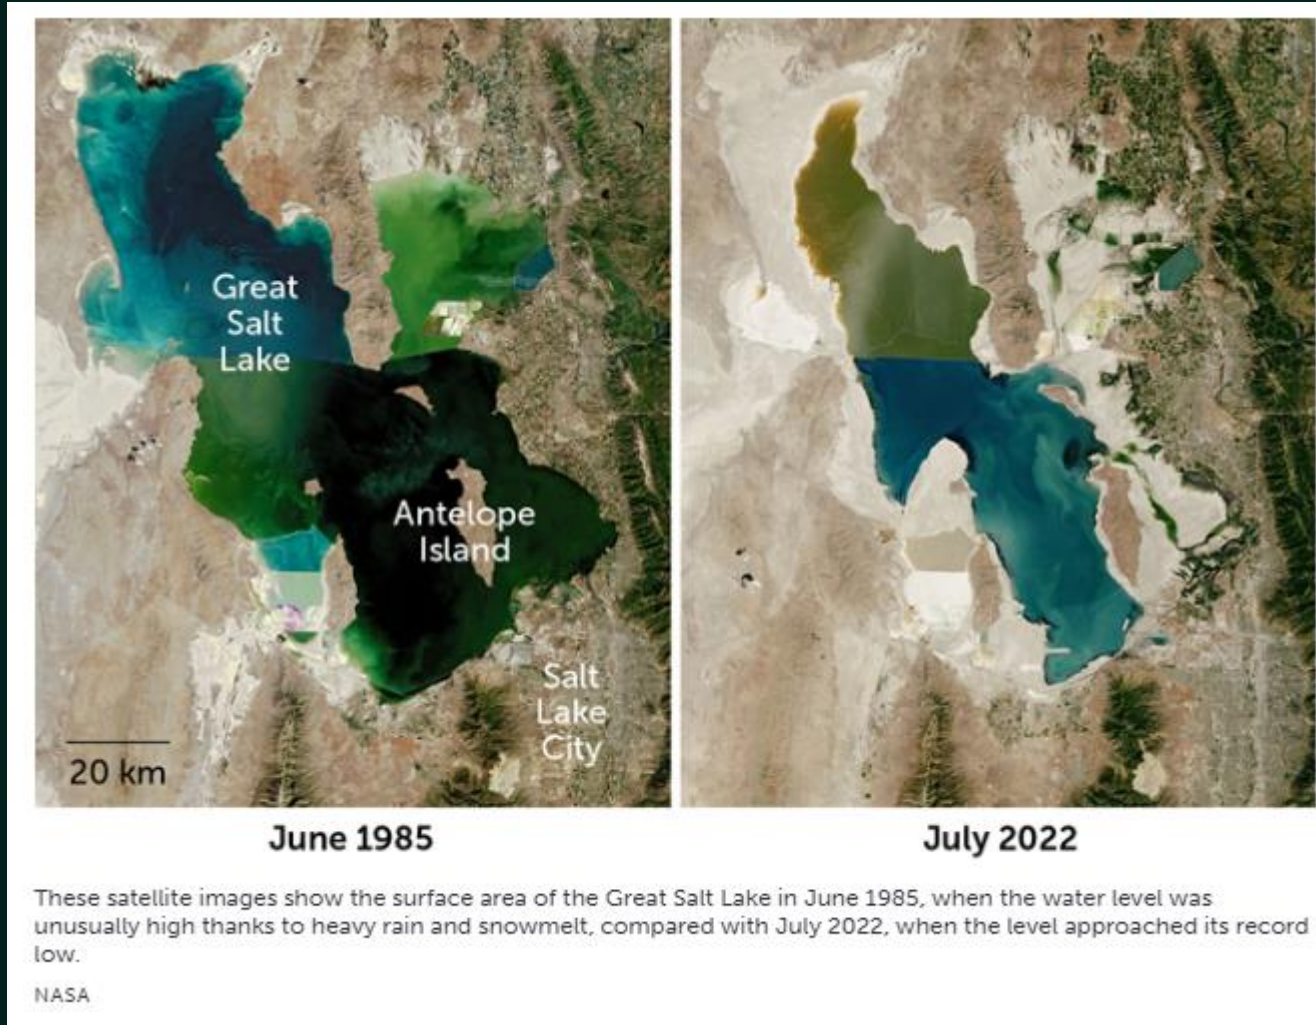 Great
Salt
Lake
Antelope
Island
Salt
Lake
City
20 km
June 1985
July 2022
These satellite images show the surface area of the Great Salt Lake in June 1985, when the water level was
unusually high thanks to heavy rain and snowmelt, compared with July 2022, when the level approached its record
low.
NASA